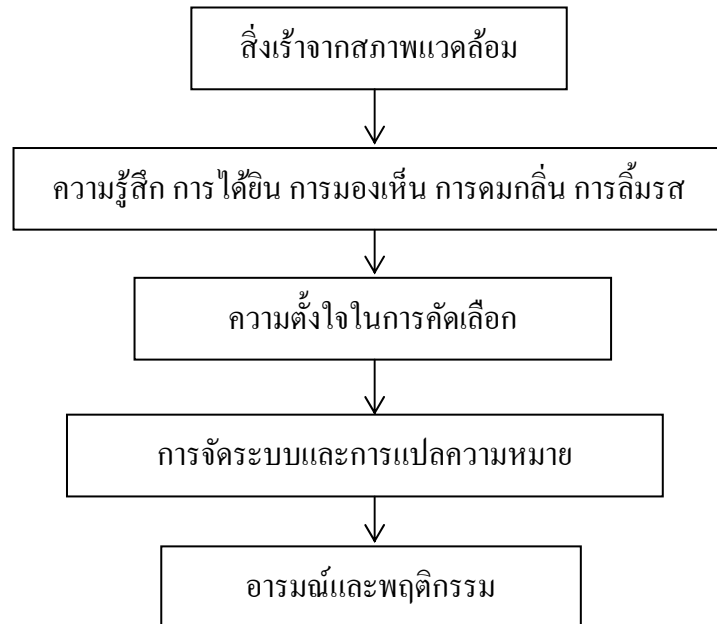 สิ่งเร้าจากสภาพแวดล้อม
ความรู้สึก การได้ยิน การมองเห็น การดมกลิ่น การลิ้มรส
ความตั้งใจในการคัดเลือก
การจัดระบบและการแปลความหมาย
อารมณ์และพฤติกรรม